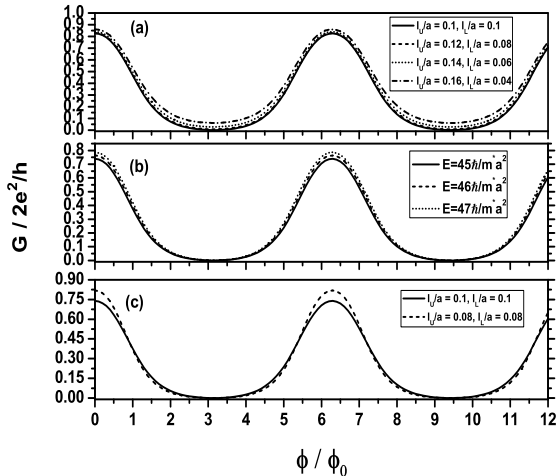 G / 2e²/h
(a)
0.9
0.8
0.7
0.6
0.5
0.4
0.3
0.2
0.1
0.0
l_U/a = 0.1, l_L/a = 0.1
l_U/a = 0.12, l_L/a = 0.08
l_U/a = 0.14, l_L/a = 0.06
l_U/a = 0.16, l_L/a = 0.04
(b)
0.8
0.7
0.6
0.5
0.4
0.3
0.2
0.1
0.0
E=45ℏ/m*a²
E=46ℏ/m*a²
E=47ℏ/m*a²
(c)
0.90
0.75
0.60
0.45
0.30
0.15
0.00
l_U/a = 0.1, l_L/a = 0.1
l_U/a = 0.08, l_L/a = 0.08
0 1 2 3 4 5 6 7 8 9 10 11 12
ϕ / ϕ₀